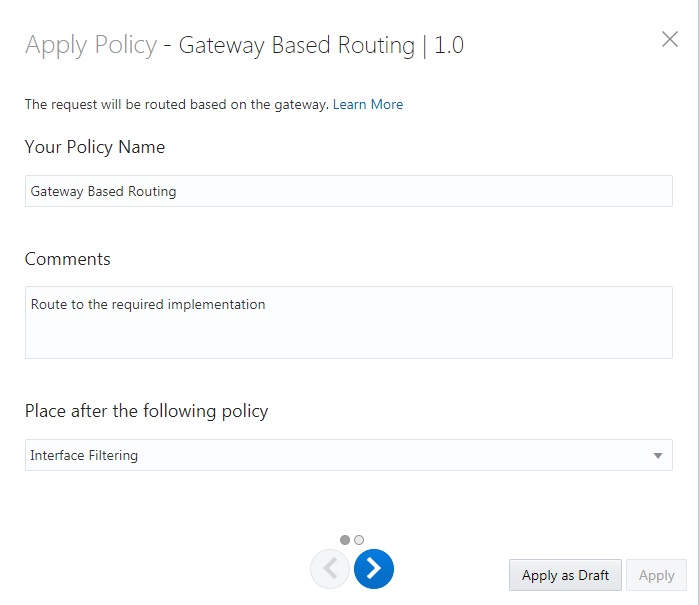 Apply Policy - Gateway Based Routing | 1.0
The request will be routed based on the gateway. Learn More
Your Policy Name
Gateway Based Routing
Comments
Route to the required implementation
Place after the following policy
Interface Filtering
Apply as Draft
Apply